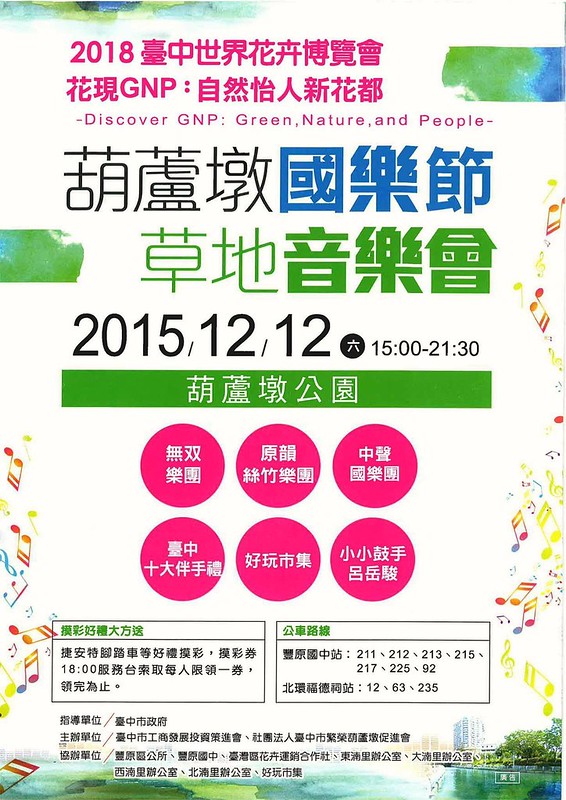 2018 臺中世界花卉博覽會
花現GNP：自然怡人新花都
-Discover GNP: Green,Nature,and People-
葫蘆墩國樂節
草地音樂會
2015/12/12 六 15:00-21:30
葫蘆墩公園
無双
樂團
原韻
絲竹樂團
中聲
國樂團
臺中
十大伴手禮
好玩市集
小小鼓手
呂岳駿
摸彩好禮大方送
捷安特腳踏車等好禮摸彩，摸彩券
18:00服務台索取每人限領一券，
領完為止。
公車路線
豐原國中站：211、212、213、215、
217、225、92
北環福德祠站：12、63、235
指導單位／臺中市政府
主辦單位／臺中市工商發展投資策進會、社團法人臺中市繁榮葫蘆墩促進會
協辦單位／豐原區公所、豐原國中、臺灣區花卉運銷合作社、東湳里辦公室、大湳里辦公室、
西湳里辦公室、北湳里辦公室、好玩市集
廣告